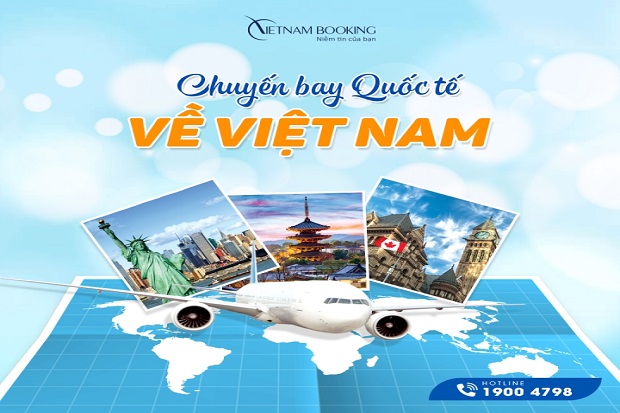 VIETNAM BOOKING
Niềm tin của bạn
Chuyến bay Quốc tế
VỀ VIỆT NAM
HOTLINE
1900 4798